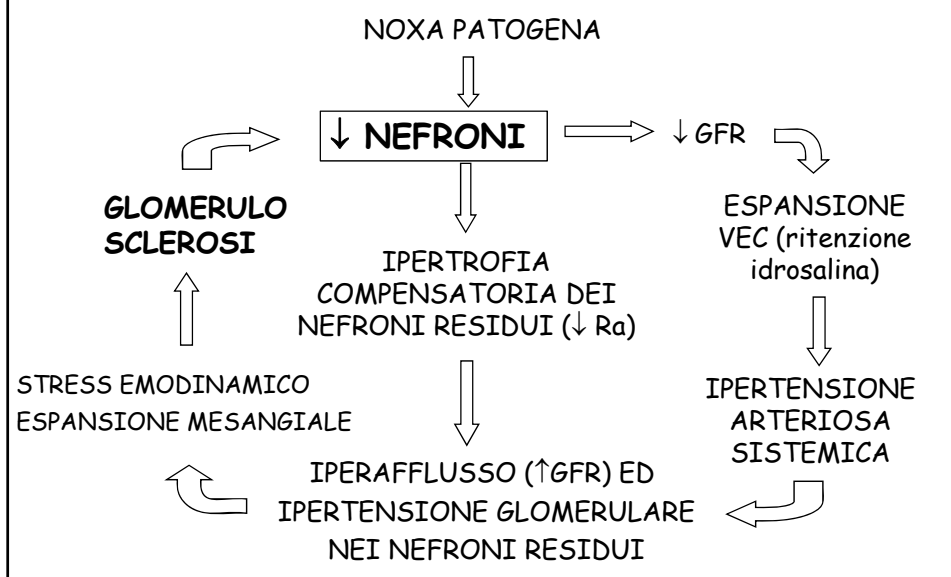 NOXA PATOGENA
↓ NEFRONI
↓ GFR
GLOMERULO
SCLEROSI
ESPANSIONE
VEC (ritenzione
idrosalina)
IPERTROFIA
COMPENSATORIA DEI
NEFRONI RESIDUI (↓ Ra)
STRESS EMODINAMICO
ESPANSIONE MESANGIALE
IPERTENSIONE
ARTERIOSA
SISTEMICA
IPERAFFLUSSO (↑GFR) ED
IPERTENSIONE GLOMERULARE
NEI NEFRONI RESIDUI